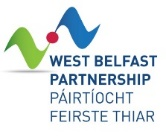 WEST BELFAST
PARTNERSHIP
PÁIRTÍOCHT
FEIRSTE THIAR